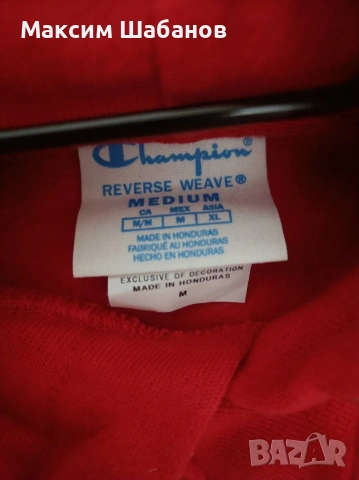 Максим Шабанов
Champion
REVERSE WEAVE®
MEDIUM
CA MEX ASIA
M/M M XL
MADE IN HONDURAS
FABRIQUÉ AU HONDURAS
HECHO EN HONDURAS
EXCLUSIVE OF DECORATION
MADE IN HONDURAS
M
BAZAR